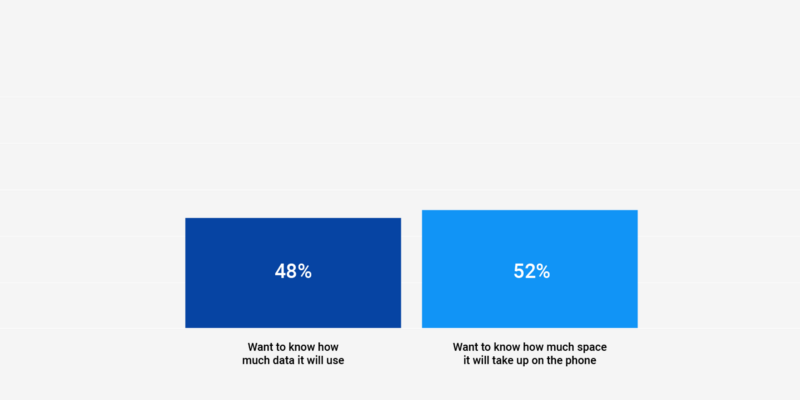 48%
52%
Want to know how
much data it will use
Want to know how much space
it will take up on the phone